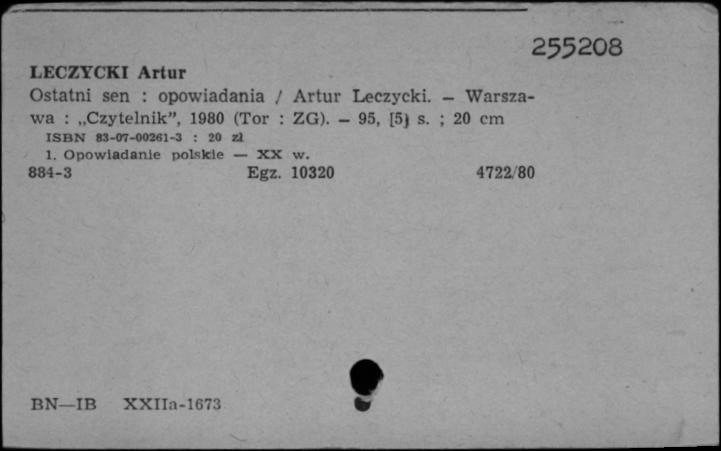 255208
LECZYCKI Artur
Ostatni sen : opowiadania / Artur Leczycki. — Warsza-
wa : „Czytelnik”, 1980 (Tor : ZG). — 95, [5] s. ; 20 cm
ISBN 83-07-00261-3 : 20 zł
1. Opowiadanie polskie — XX w.
884-3 Egz. 10320 4722/80
BN—IB XXIIa-1673